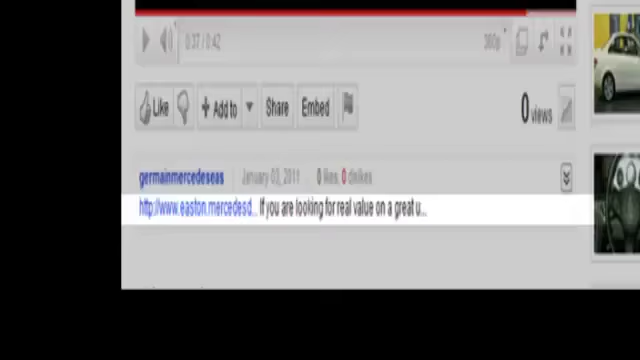 0:37 / 0:42 360p
Like Add to Share Embed 0 views
germainmercedeseas January 03, 2011 0 likes, 0 dislikes
http://www.easton.mercedesd... If you are looking for real value on a great u...